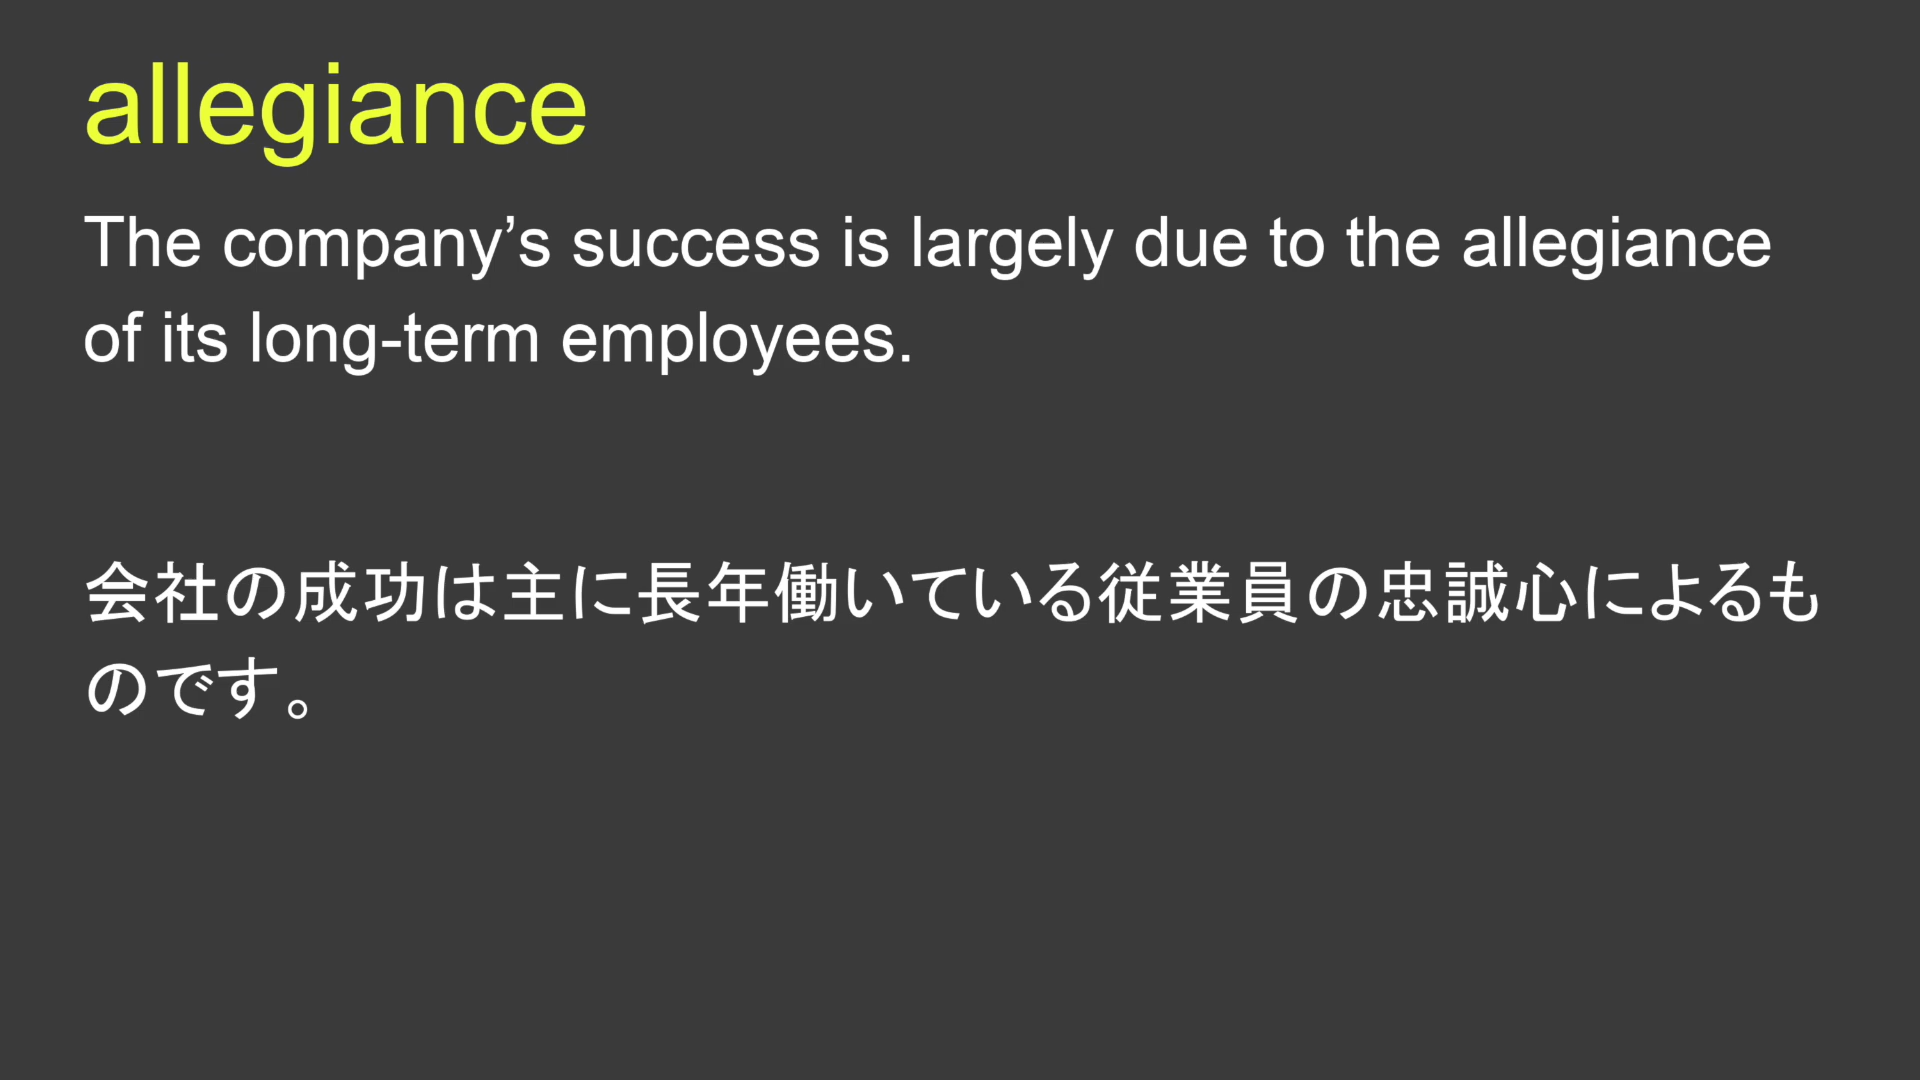 allegiance
The company’s success is largely due to the allegiance
of its long-term employees.
会社の成功は主に長年働いている従業員の忠誠心によるも
のです。